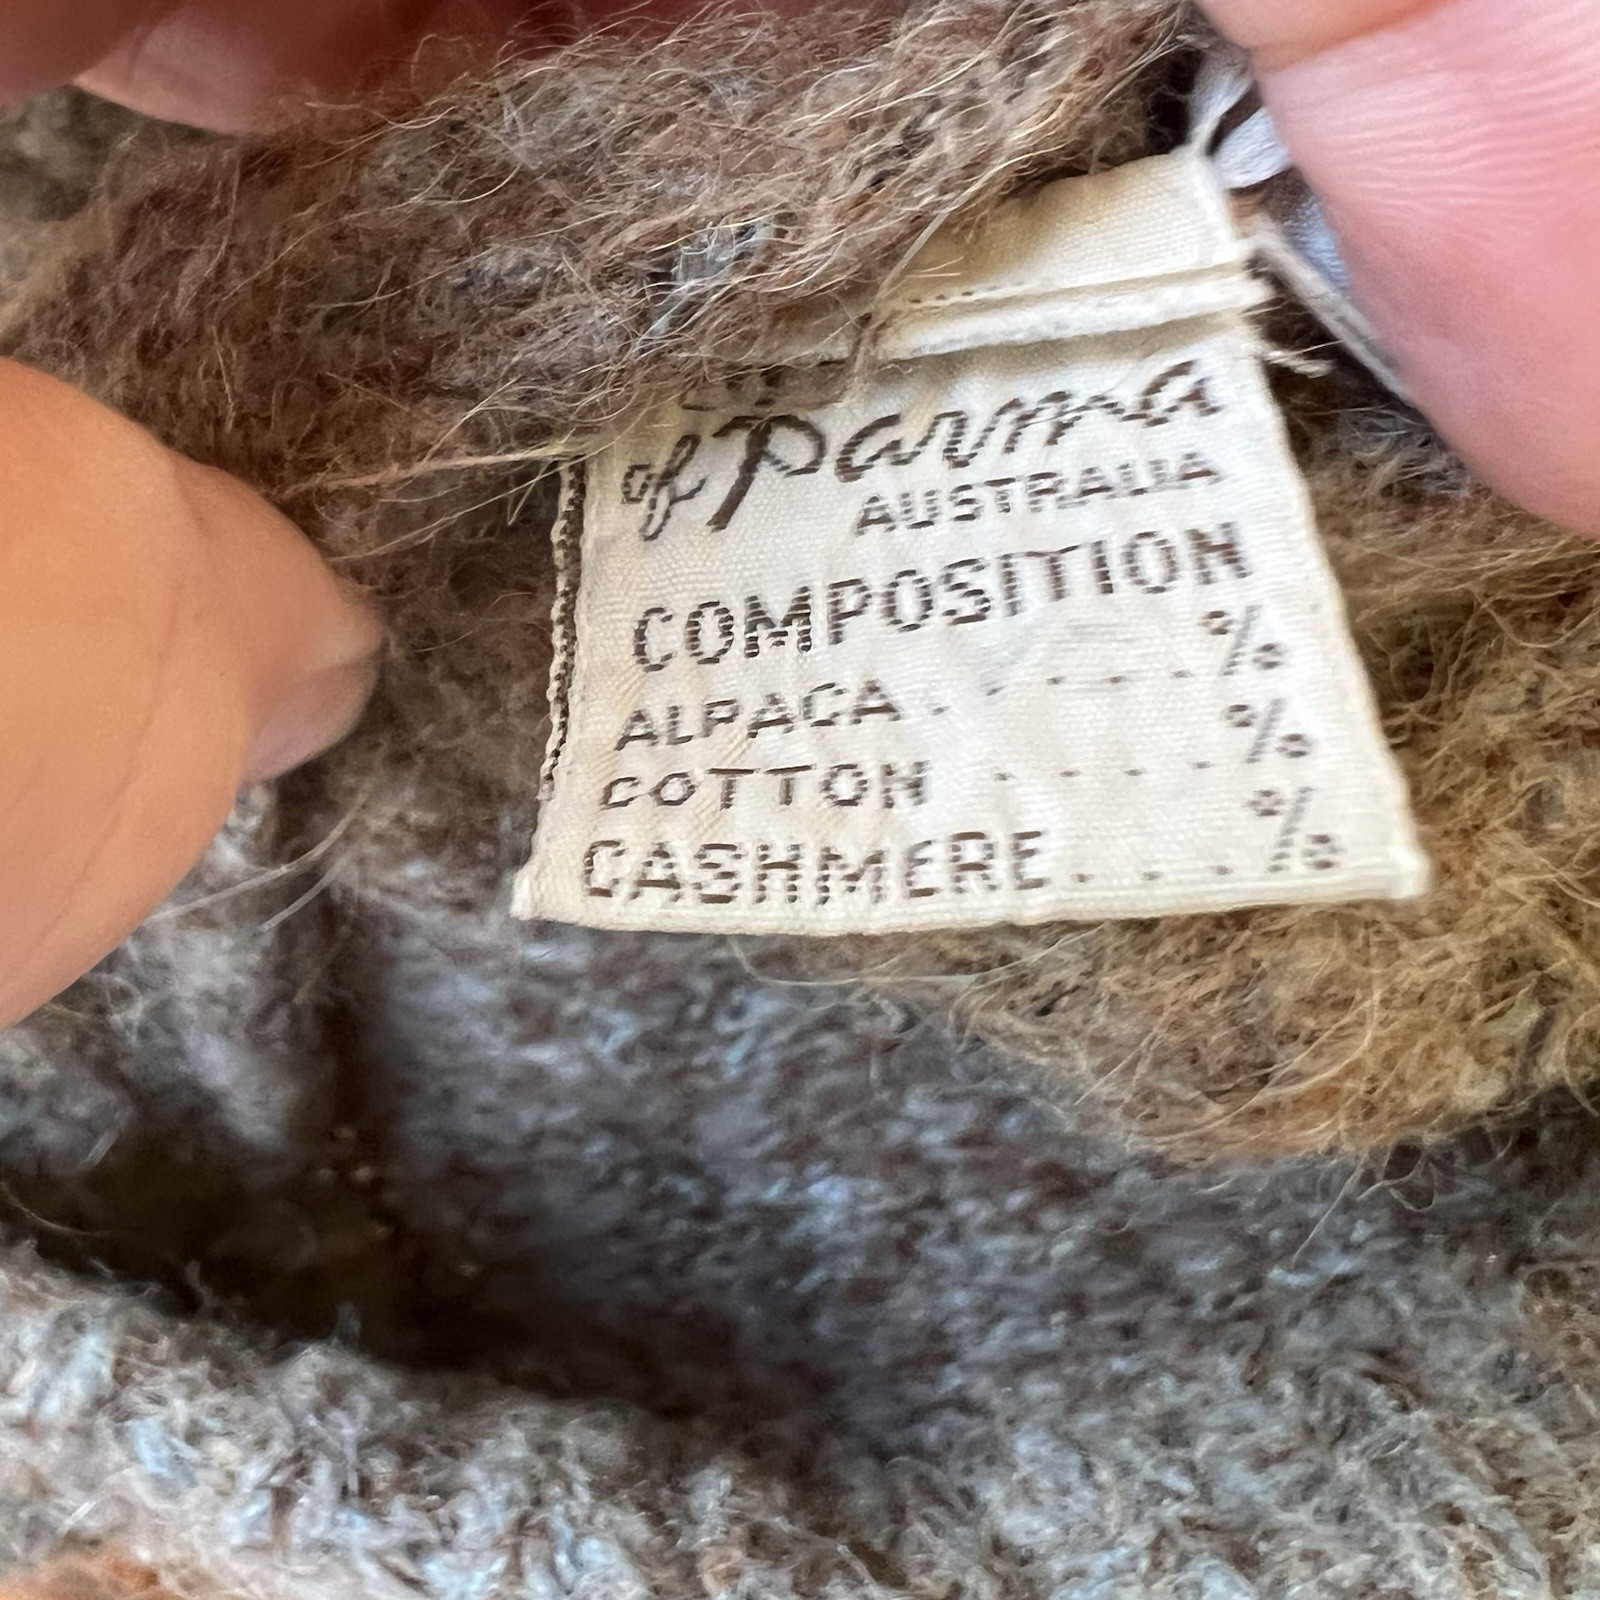 of Parma
AUSTRALIA
COMPOSITION
ALPACA . - - - - %
COTTON - - - - %
CASHMERE . . . . %